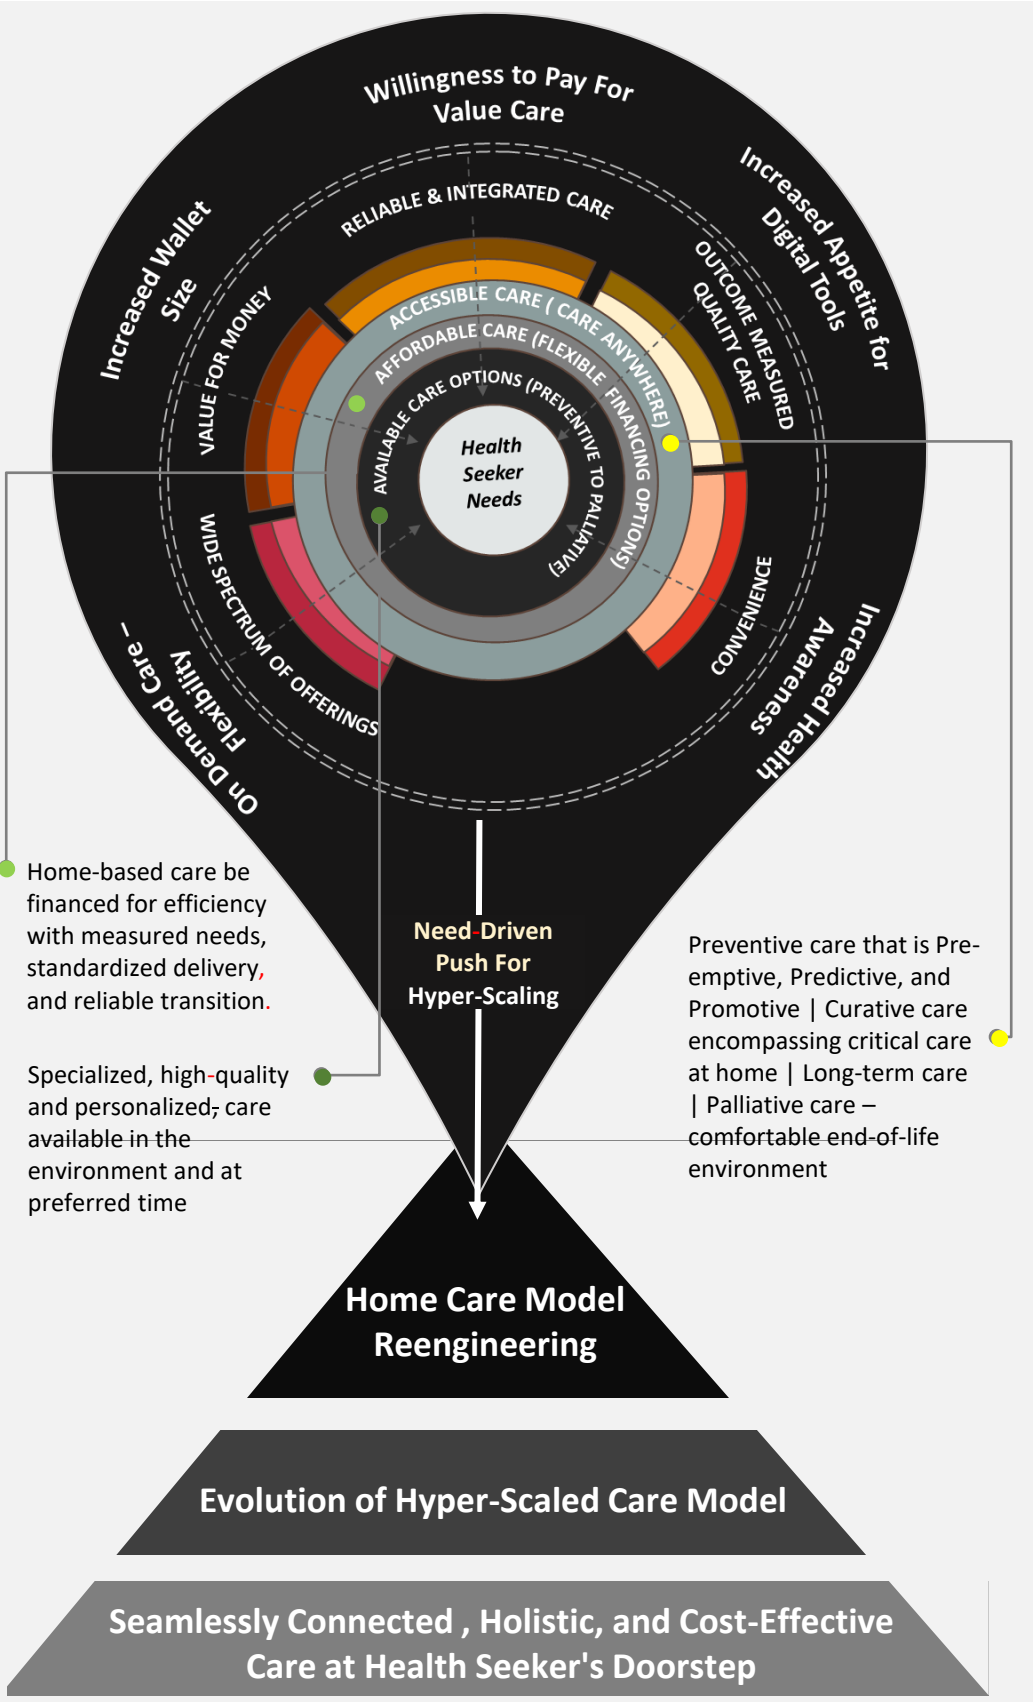 Willingness to Pay For
Value Care
Increased Wallet
Size
Increased Appetite for
Digital Tools
RELIABLE & INTEGRATED CARE
VALUE FOR MONEY
OUTCOME MEASURED
QUALITY CARE
ACCESSIBLE CARE ( CARE ANYWHERE)
AFFORDABLE CARE (FLEXIBLE FINANCING OPTIONS)
AVAILABLE CARE OPTIONS (PREVENTIVE TO PALLIATIVE)
Health
Seeker
Needs
WIDE SPECTRUM OF OFFERINGS
CONVENIENCE
On Demand Care –
Flexibility
Increased Health
Awareness
Home-based care be
financed for efficiency
with measured needs,
standardized delivery,
and reliable transition.
Need-Driven
Push For
Hyper-Scaling
Specialized, high-quality
and personalized, care
available in the
environment and at
preferred time
Preventive care that is Pre-
emptive, Predictive, and
Promotive | Curative care
encompassing critical care
at home | Long-term care
| Palliative care –
comfortable end-of-life
environment
Home Care Model
Reengineering
Evolution of Hyper-Scaled Care Model
Seamlessly Connected , Holistic, and Cost-Effective
Care at Health Seeker's Doorstep